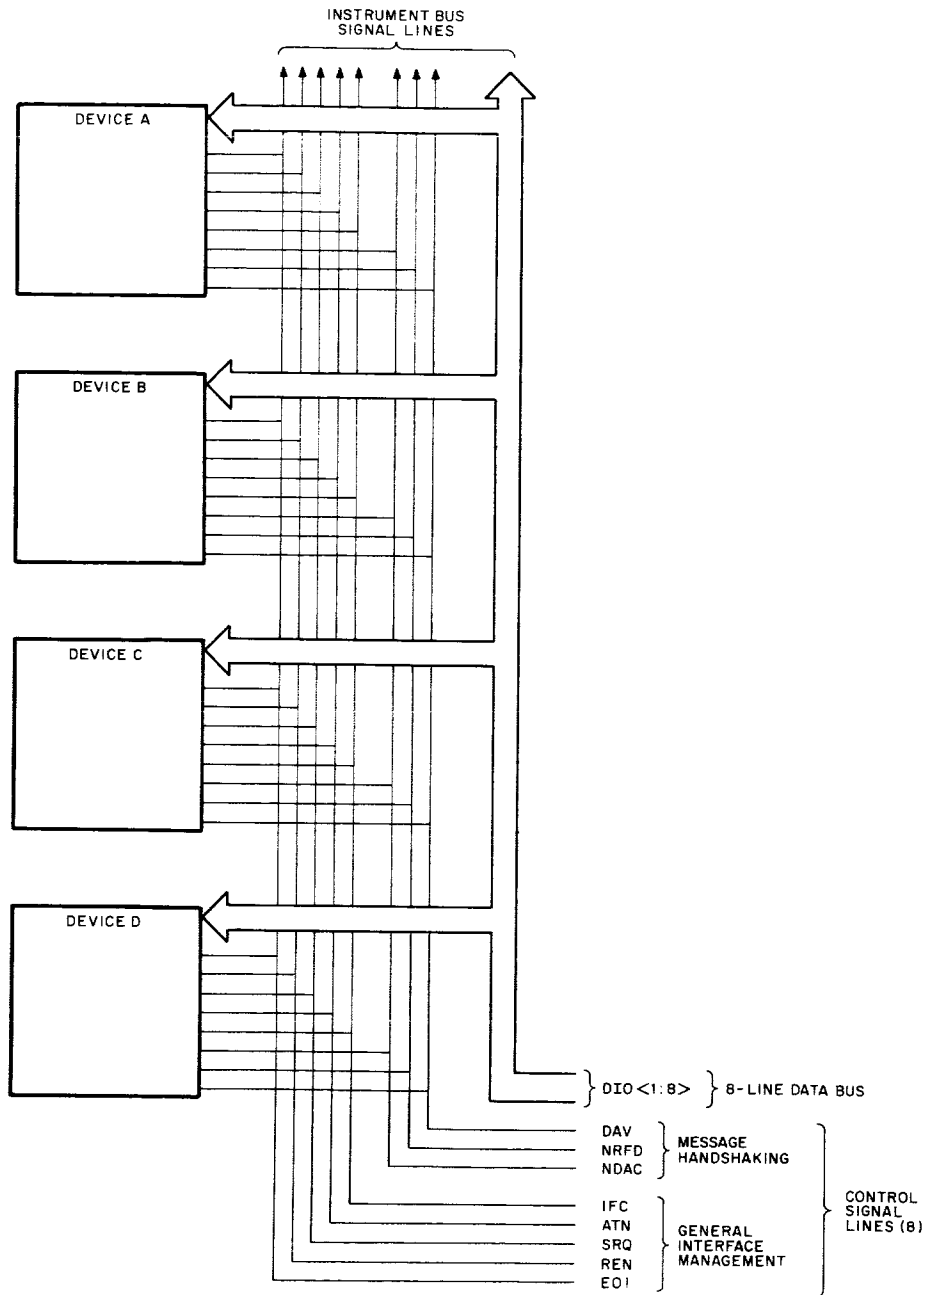 INSTRUMENT BUS
SIGNAL LINES
DEVICE A
DEVICE B
DEVICE C
DEVICE D
DIO <1:8>
8-LINE DATA BUS
DAV
NRFD
NDAC
MESSAGE
HANDSHAKING
IFC
ATN
SRQ
REN
EOI
GENERAL
INTERFACE
MANAGEMENT
CONTROL
SIGNAL
LINES (8)